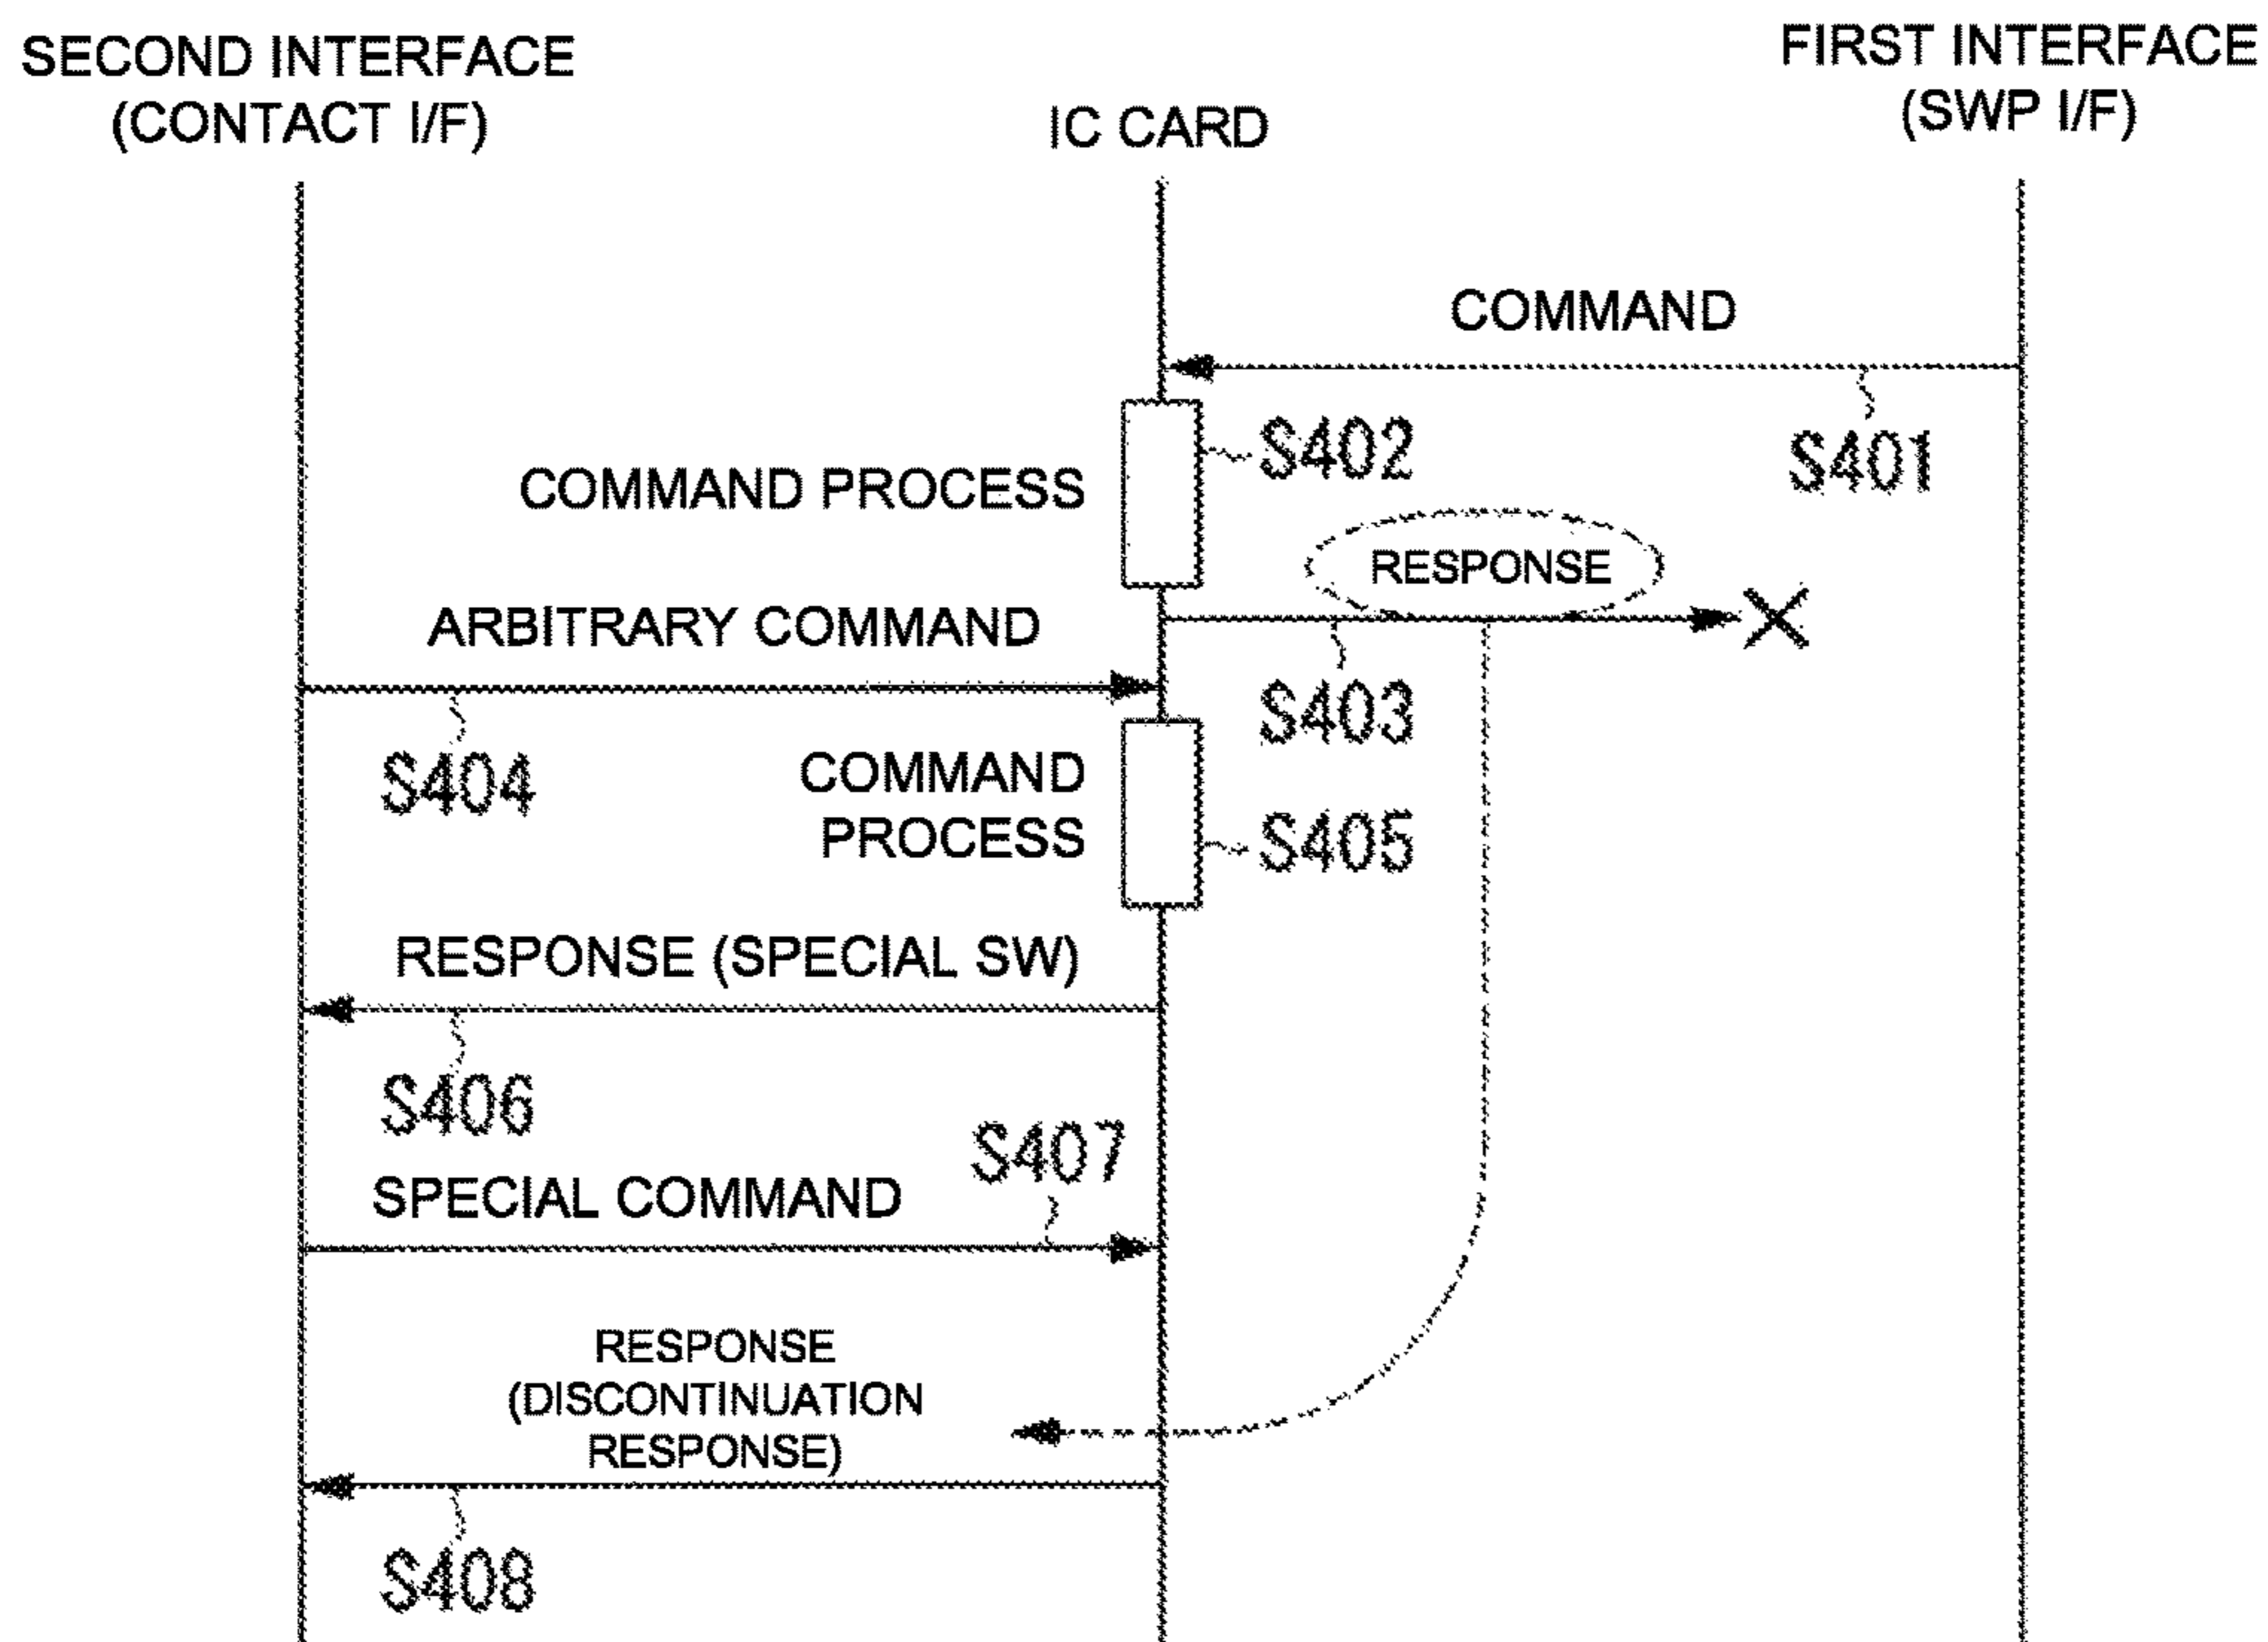 SECOND INTERFACE
(CONTACT I/F)
IC CARD
FIRST INTERFACE
(SWP I/F)
COMMAND
S401
S402
COMMAND PROCESS
RESPONSE
S403
ARBITRARY COMMAND
S404
COMMAND
PROCESS
S405
RESPONSE (SPECIAL SW)
S406
S407
SPECIAL COMMAND
RESPONSE
(DISCONTINUATION
RESPONSE)
S408